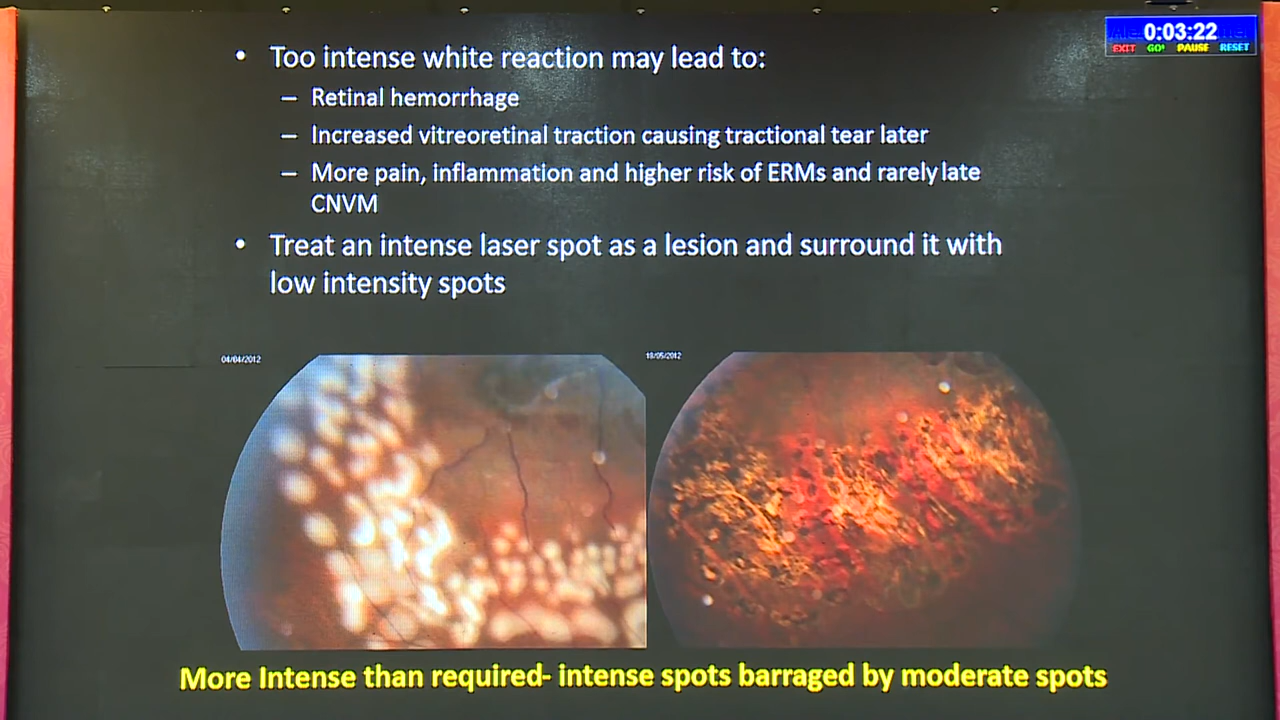 0:03:22
EXIT GO! PAUSE RESET
• Too intense white reaction may lead to:
– Retinal hemorrhage
– Increased vitreoretinal traction causing tractional tear later
– More pain, inflammation and higher risk of ERMs and rarely late
CNVM
• Treat an intense laser spot as a lesion and surround it with
low intensity spots
04/04/2012
18/05/2012
More Intense than required- intense spots barraged by moderate spots